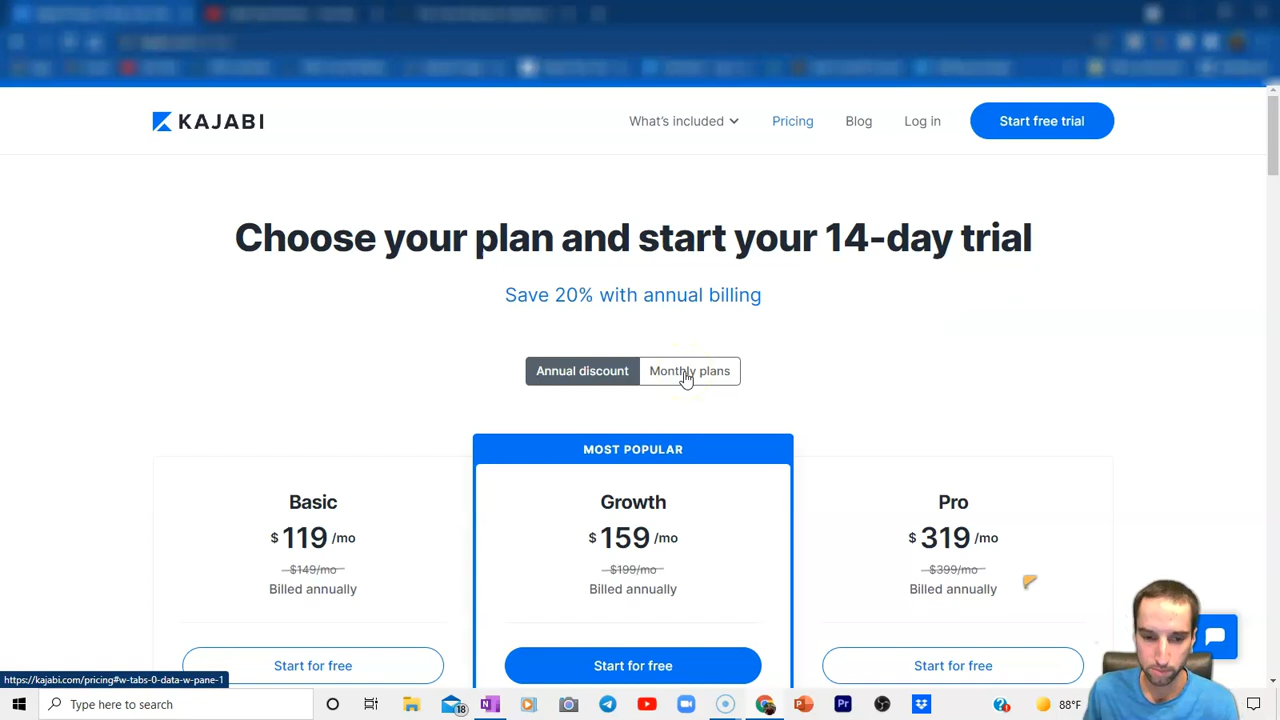 KAJABI
What's included
Pricing
Blog
Log in
Start free trial
Choose your plan and start your 14-day trial
Save 20% with annual billing
Annual discount
Monthly plans
MOST POPULAR
Basic
$ 119 /mo
$149/mo
Billed annually
Start for free
Growth
$ 159 /mo
$199/mo
Billed annually
Start for free
Pro
$ 319 /mo
$399/mo
Billed annually
Start for free
https://kajabi.com/pricing#w-tabs-0-data-w-pane-1
Type here to search
18
88°F